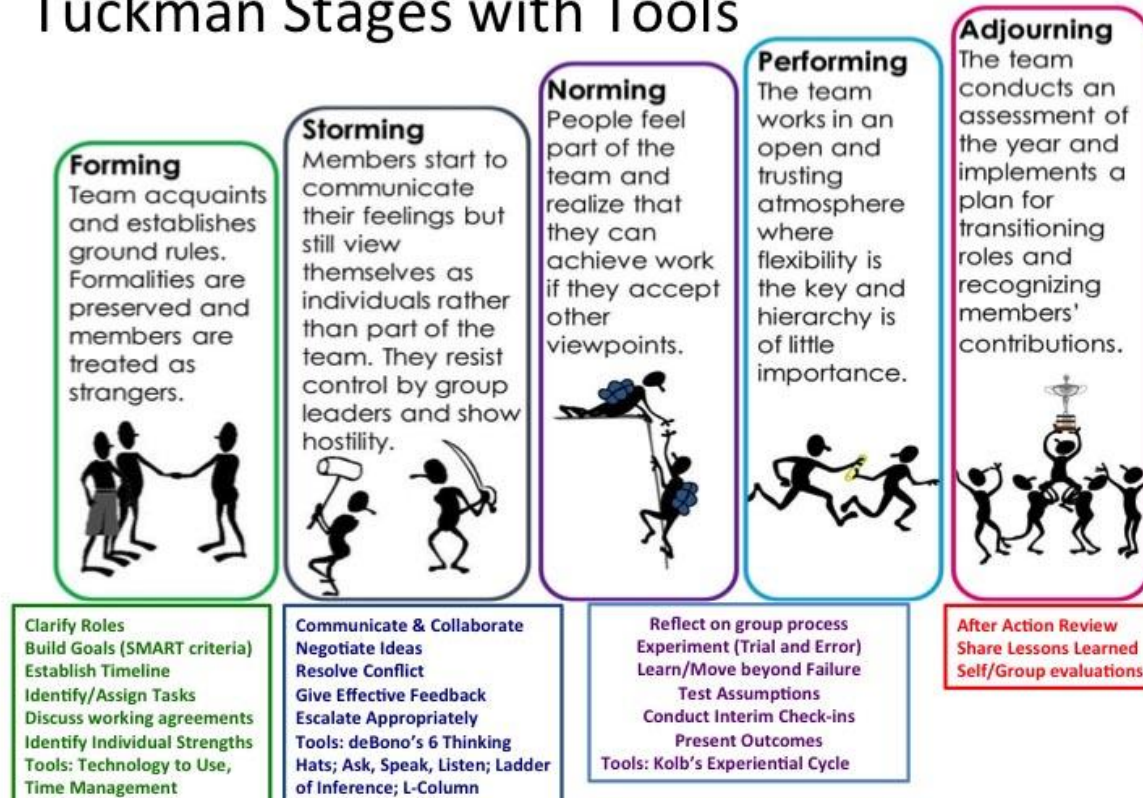 Tuckman Stages with Tools
Forming
Team acquaints
and establishes
ground rules.
Formalities are
preserved and
members are
treated as
strangers.
Storming
Members start to
communicate
their feelings but
still view
themselves as
individuals rather
than part of the
team. They resist
control by group
leaders and show
hostility.
Norming
People feel
part of the
team and
realize that
they can
achieve work
if they accept
other
viewpoints.
Performing
The team
works in an
open and
trusting
atmosphere
where
flexibility is
the key and
hierarchy is
of little
importance.
Adjourning
The team
conducts an
assessment of
the year and
implements a
plan for
transitioning
roles and
recognizing
members'
contributions.
Clarify Roles
Build Goals (SMART criteria)
Establish Timeline
Identify/Assign Tasks
Discuss working agreements
Identify Individual Strengths
Tools: Technology to Use,
Time Management
Communicate & Collaborate
Negotiate Ideas
Resolve Conflict
Give Effective Feedback
Escalate Appropriately
Tools: deBono's 6 Thinking
Hats; Ask, Speak, Listen; Ladder
of Inference; L-Column
Reflect on group process
Experiment (Trial and Error)
Learn/Move beyond Failure
Test Assumptions
Conduct Interim Check-ins
Present Outcomes
Tools: Kolb's Experiential Cycle
After Action Review
Share Lessons Learned
Self/Group evaluations